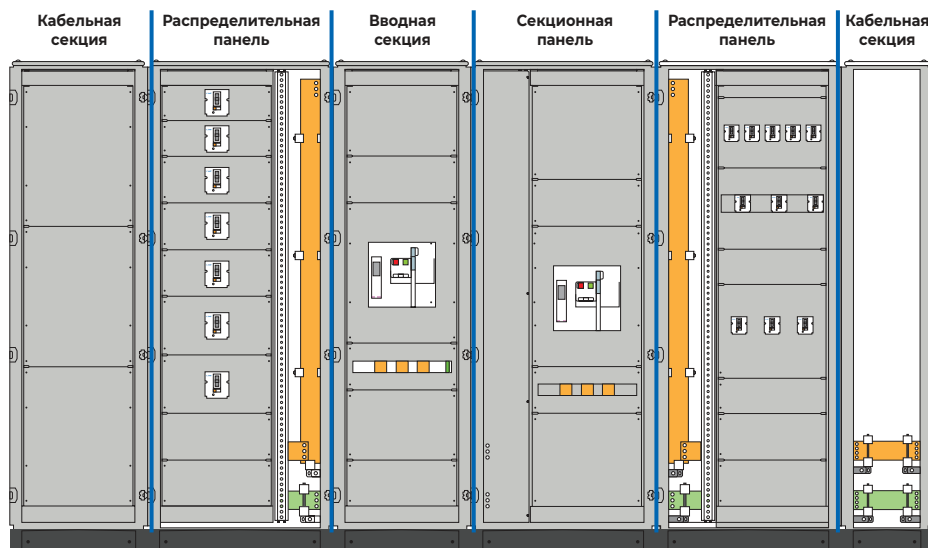 Кабельная
секция
Распределительная
панель
Вводная
секция
Секционная
панель
Распределительная
панель
Кабельная
секция